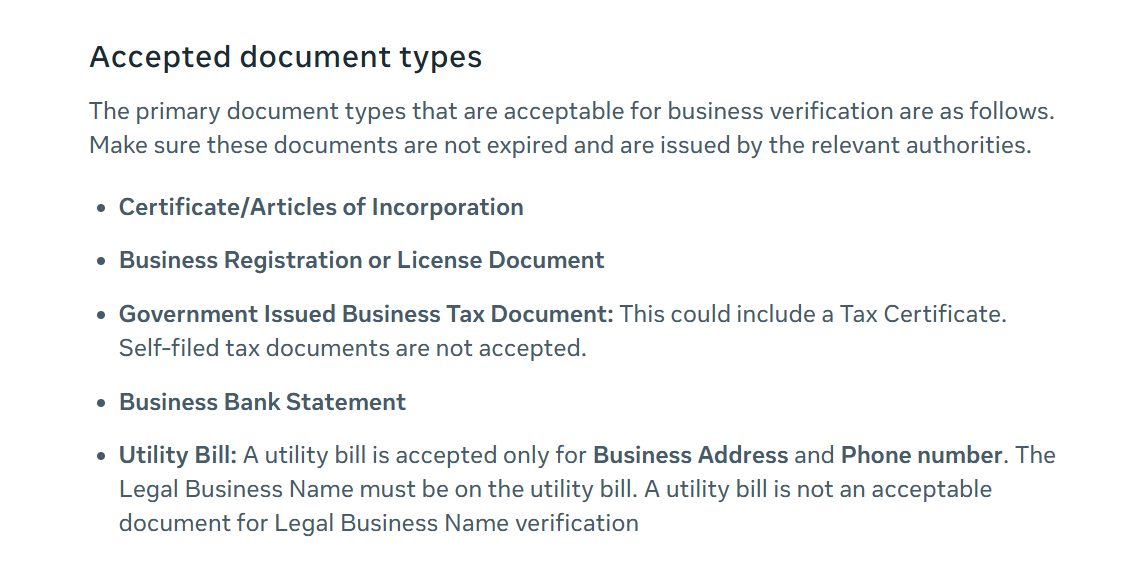 Accepted document types
The primary document types that are acceptable for business verification are as follows.
Make sure these documents are not expired and are issued by the relevant authorities.
• Certificate/Articles of Incorporation
• Business Registration or License Document
• Government Issued Business Tax Document: This could include a Tax Certificate.
Self-filed tax documents are not accepted.
• Business Bank Statement
• Utility Bill: A utility bill is accepted only for Business Address and Phone number. The
Legal Business Name must be on the utility bill. A utility bill is not an acceptable
document for Legal Business Name verification